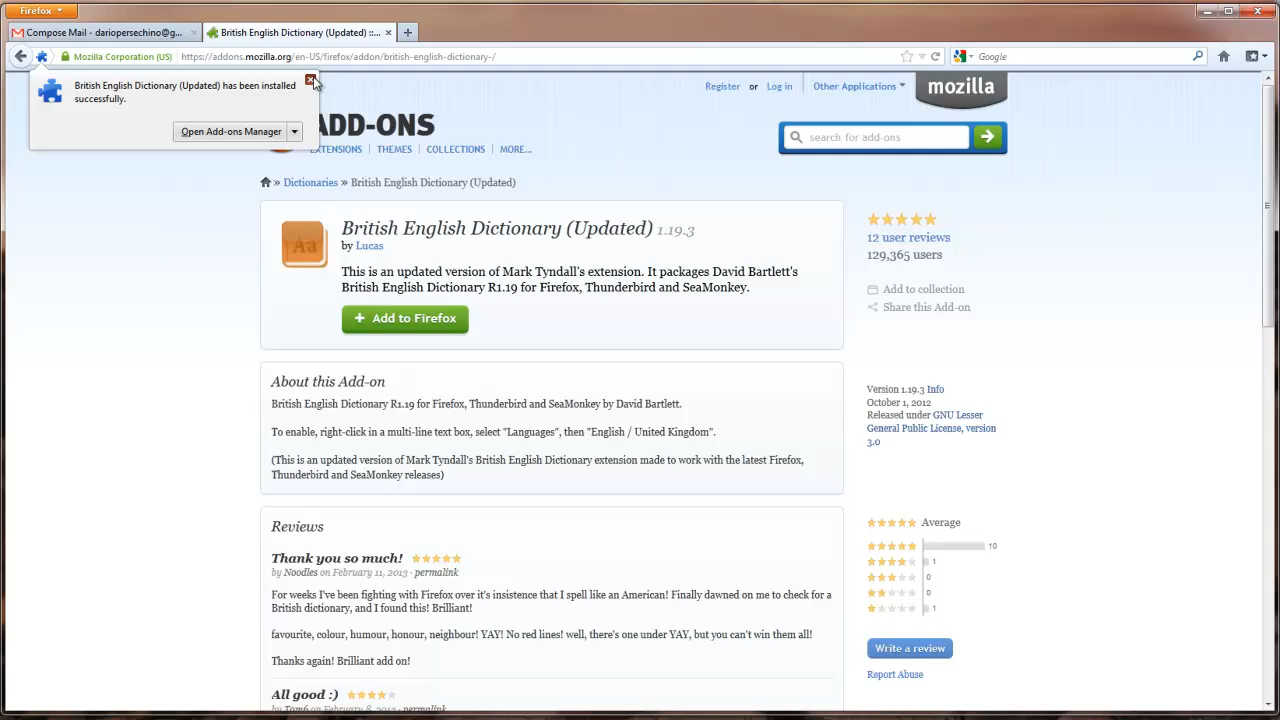 Firefox
Compose Mail - dariopersechino@g...
British English Dictionary (Updated) ::...
Mozilla Corporation (US)
https://addons.mozilla.org/en-US/firefox/addon/british-english-dictionary-/
Google
British English Dictionary (Updated) has been installed
successfully.
Open Add-ons Manager
Register or Log in
Other Applications
mozilla
ADD-ONS
EXTENSIONS | THEMES | COLLECTIONS | MORE...
search for add-ons
» Dictionaries » British English Dictionary (Updated)
Aa
British English Dictionary (Updated) 1.19.3
by Lucas
This is an updated version of Mark Tyndall's extension. It packages David Bartlett's
British English Dictionary R1.19 for Firefox, Thunderbird and SeaMonkey.
+ Add to Firefox
12 user reviews
129,365 users
Add to collection
Share this Add-on
About this Add-on
British English Dictionary R1.19 for Firefox, Thunderbird and SeaMonkey by David Bartlett.
To enable, right-click in a multi-line text box, select "Languages", then "English / United Kingdom".
(This is an updated version of Mark Tyndall's British English Dictionary extension made to work with the latest Firefox,
Thunderbird and SeaMonkey releases)
Version 1.19.3 Info
October 1, 2012
Released under GNU Lesser
General Public License, version
3.0
Reviews
Thank you so much!
by Noodles on February 11, 2013 · permalink
For weeks I've been fighting with Firefox over it's insistence that I spell like an American! Finally dawned on me to check for a
British dictionary, and I found this! Brilliant!
favourite, colour, humour, honour, neighbour! YAY! No red lines! well, there's one under YAY, but you can't win them all!
Thanks again! Brilliant add on!
All good :)
by Tom6 on February 8, 2013 · permalink
Average
10
1
0
0
1
Write a review
Report Abuse